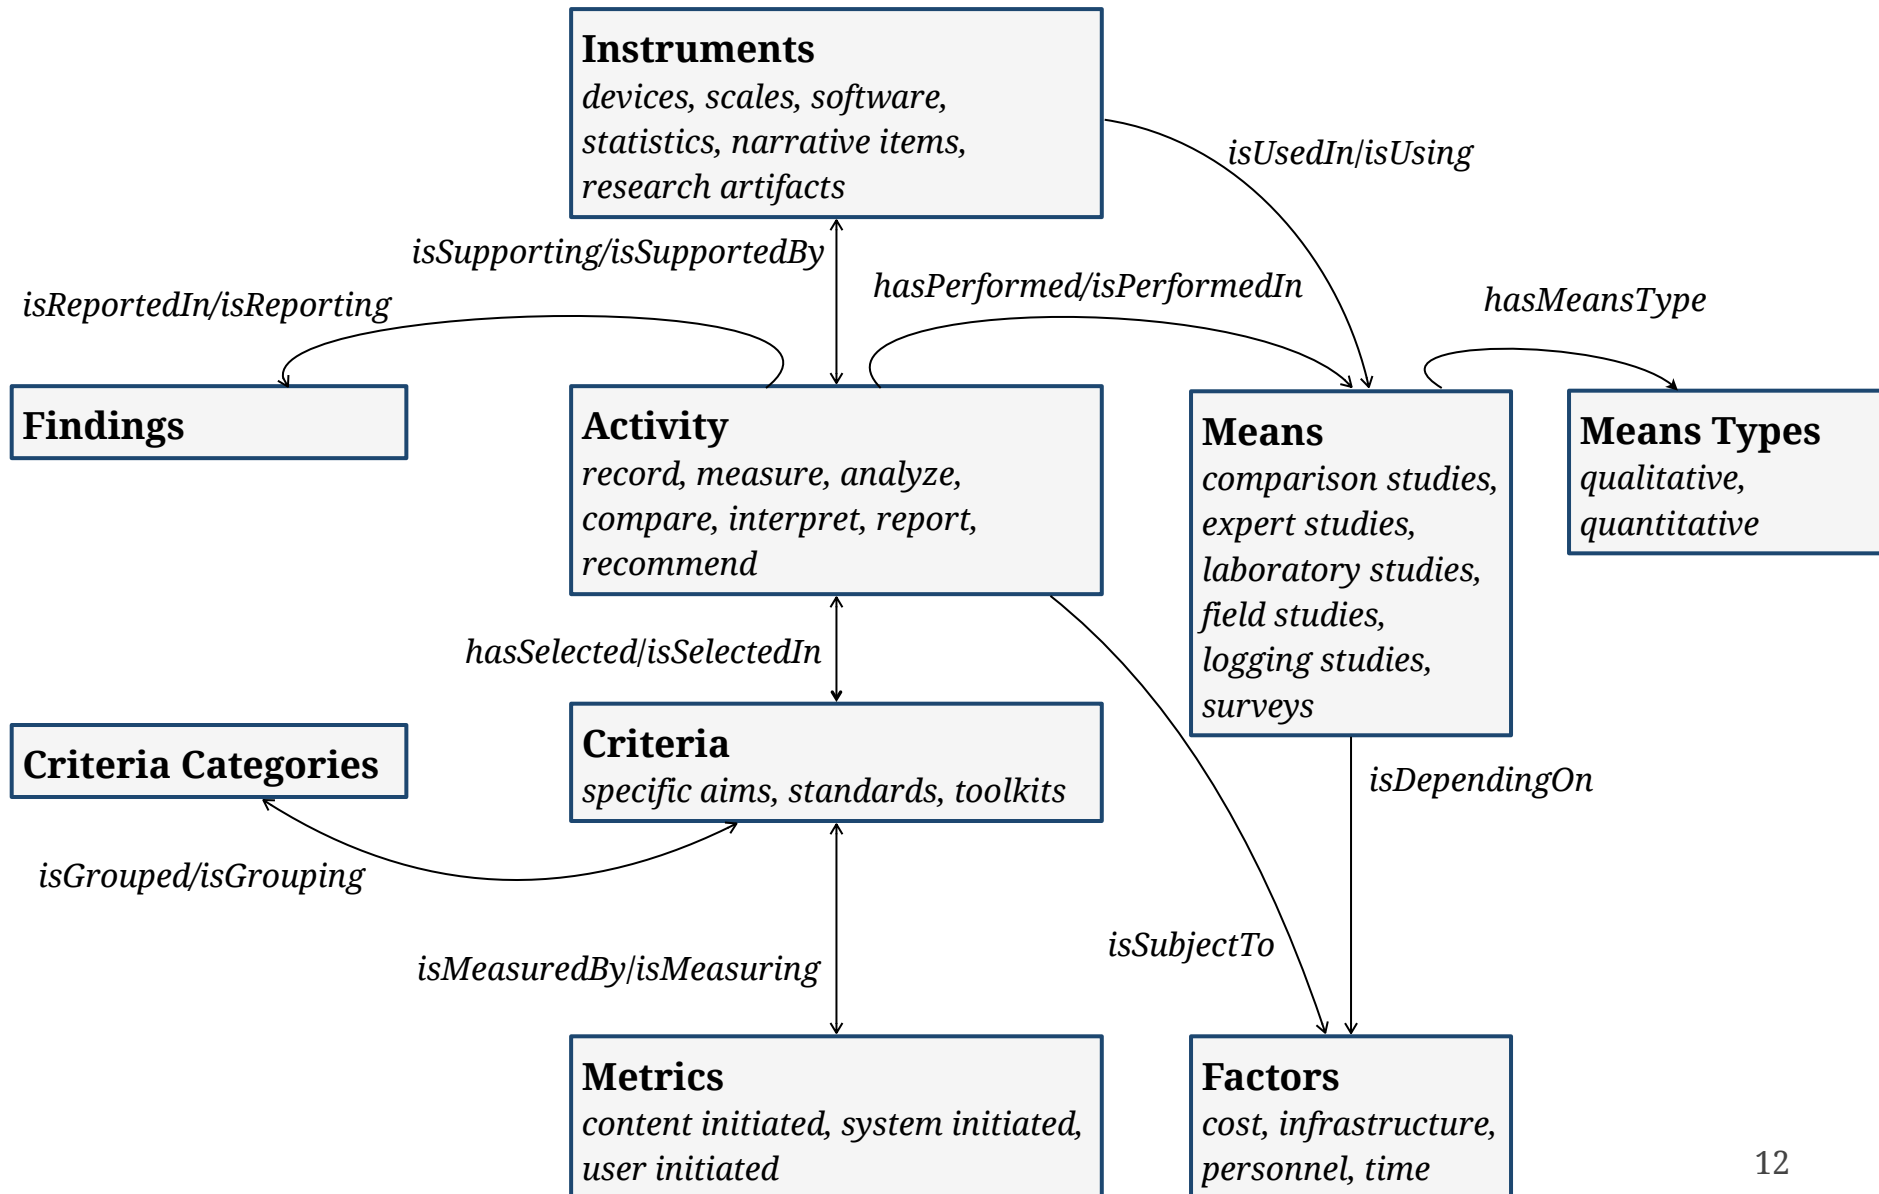 Instruments
devices, scales, software,
statistics, narrative items,
research artifacts
isUsedIn/isUsing
isSupporting/isSupportedBy
hasPerformed/isPerformedIn
isReportedIn/isReporting
hasMeansType
Findings
Activity
record, measure, analyze,
compare, interpret, report,
recommend
Means
comparison studies,
expert studies,
laboratory studies,
field studies,
logging studies,
surveys
Means Types
qualitative,
quantitative
hasSelected/isSelectedIn
Criteria Categories
Criteria
specific aims, standards, toolkits
isDependingOn
isGrouped/isGrouping
isSubjectTo
isMeasuredBy/isMeasuring
Metrics
content initiated, system initiated,
user initiated
Factors
cost, infrastructure,
personnel, time
12